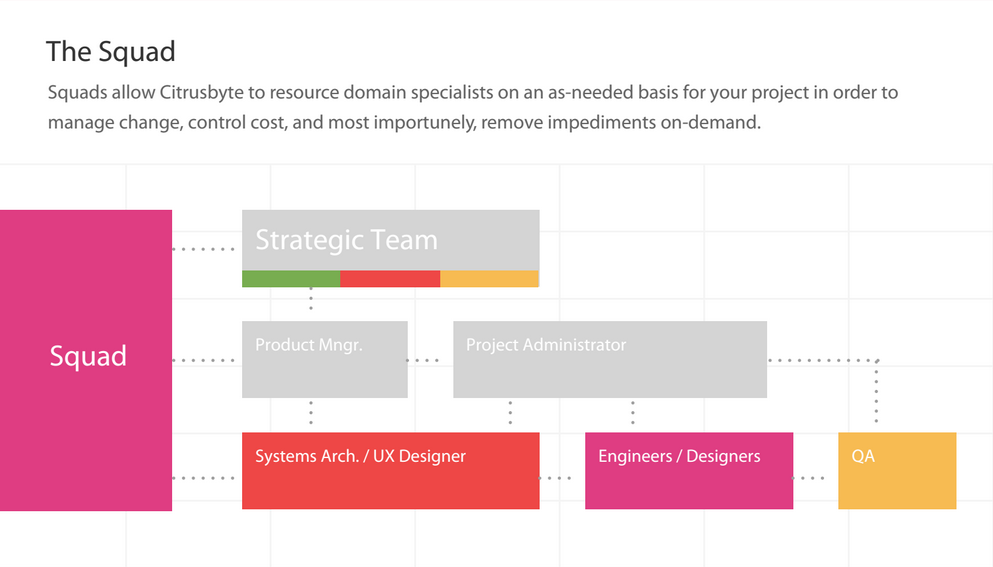 The Squad
Squads allow Citrusbyte to resource domain specialists on an as-needed basis for your project in order to
manage change, control cost, and most importunely, remove impediments on-demand.
Strategic Team
Squad
Product Mngr.
Project Administrator
Systems Arch. / UX Designer
Engineers / Designers
QA